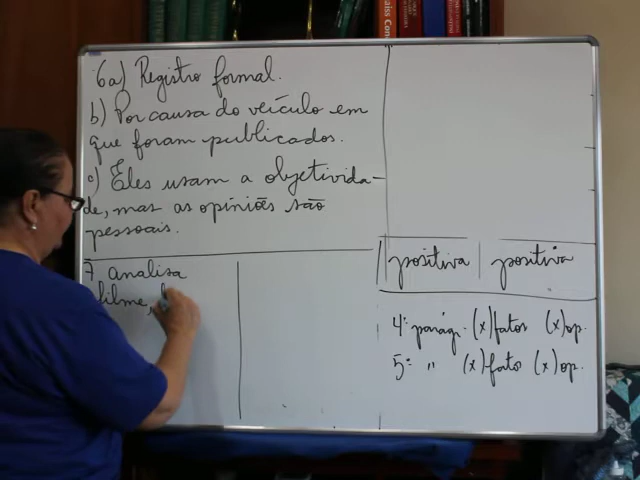 6a) Registro formal.
b) Por causa do veículo em
que foram publicados.
c) Eles usam a objetivida-
de, mas as opiniões são
pessoais.
7 analisa
filme,
positiva positiva
4º parág. (x) fatos (x) op.
5º " (x) fatos (x) op.